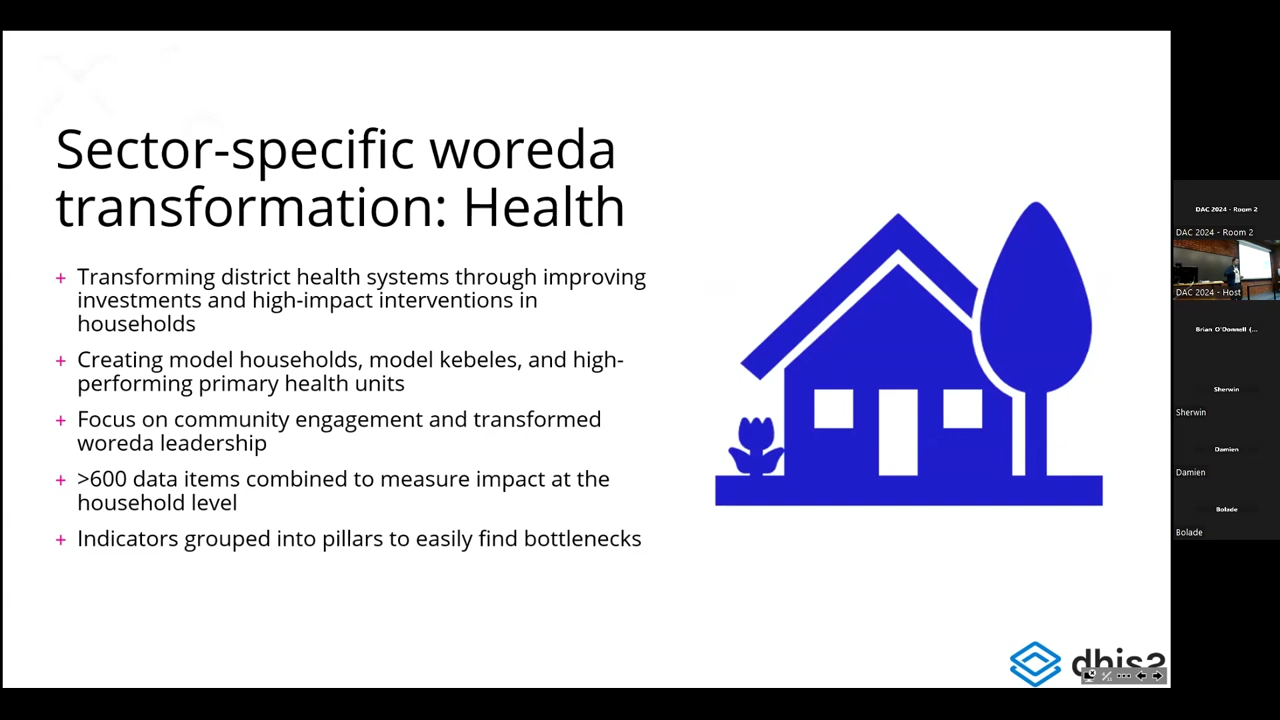 Sector-specific woreda
transformation: Health
+ Transforming district health systems through improving
investments and high-impact interventions in
households
+ Creating model households, model kebeles, and high-
performing primary health units
+ Focus on community engagement and transformed
woreda leadership
+ >600 data items combined to measure impact at the
household level
+ Indicators grouped into pillars to easily find bottlenecks
dhis2
DAC 2024 - Room 2
DAC 2024 - Room 2
DAC 2024 - Host
Brian O'Donnell (...
Sherwin
Sherwin
Damien
Damien
Bolade
Bolade